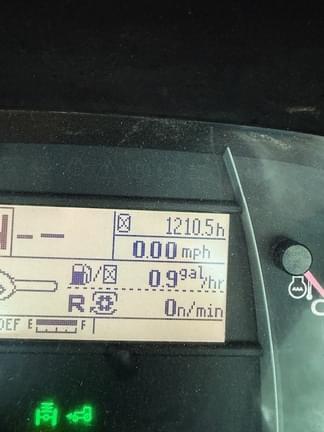 1210.5h
0.00 mph
/ 0.9 gal/hr
R 0n/min
DEF E F
C